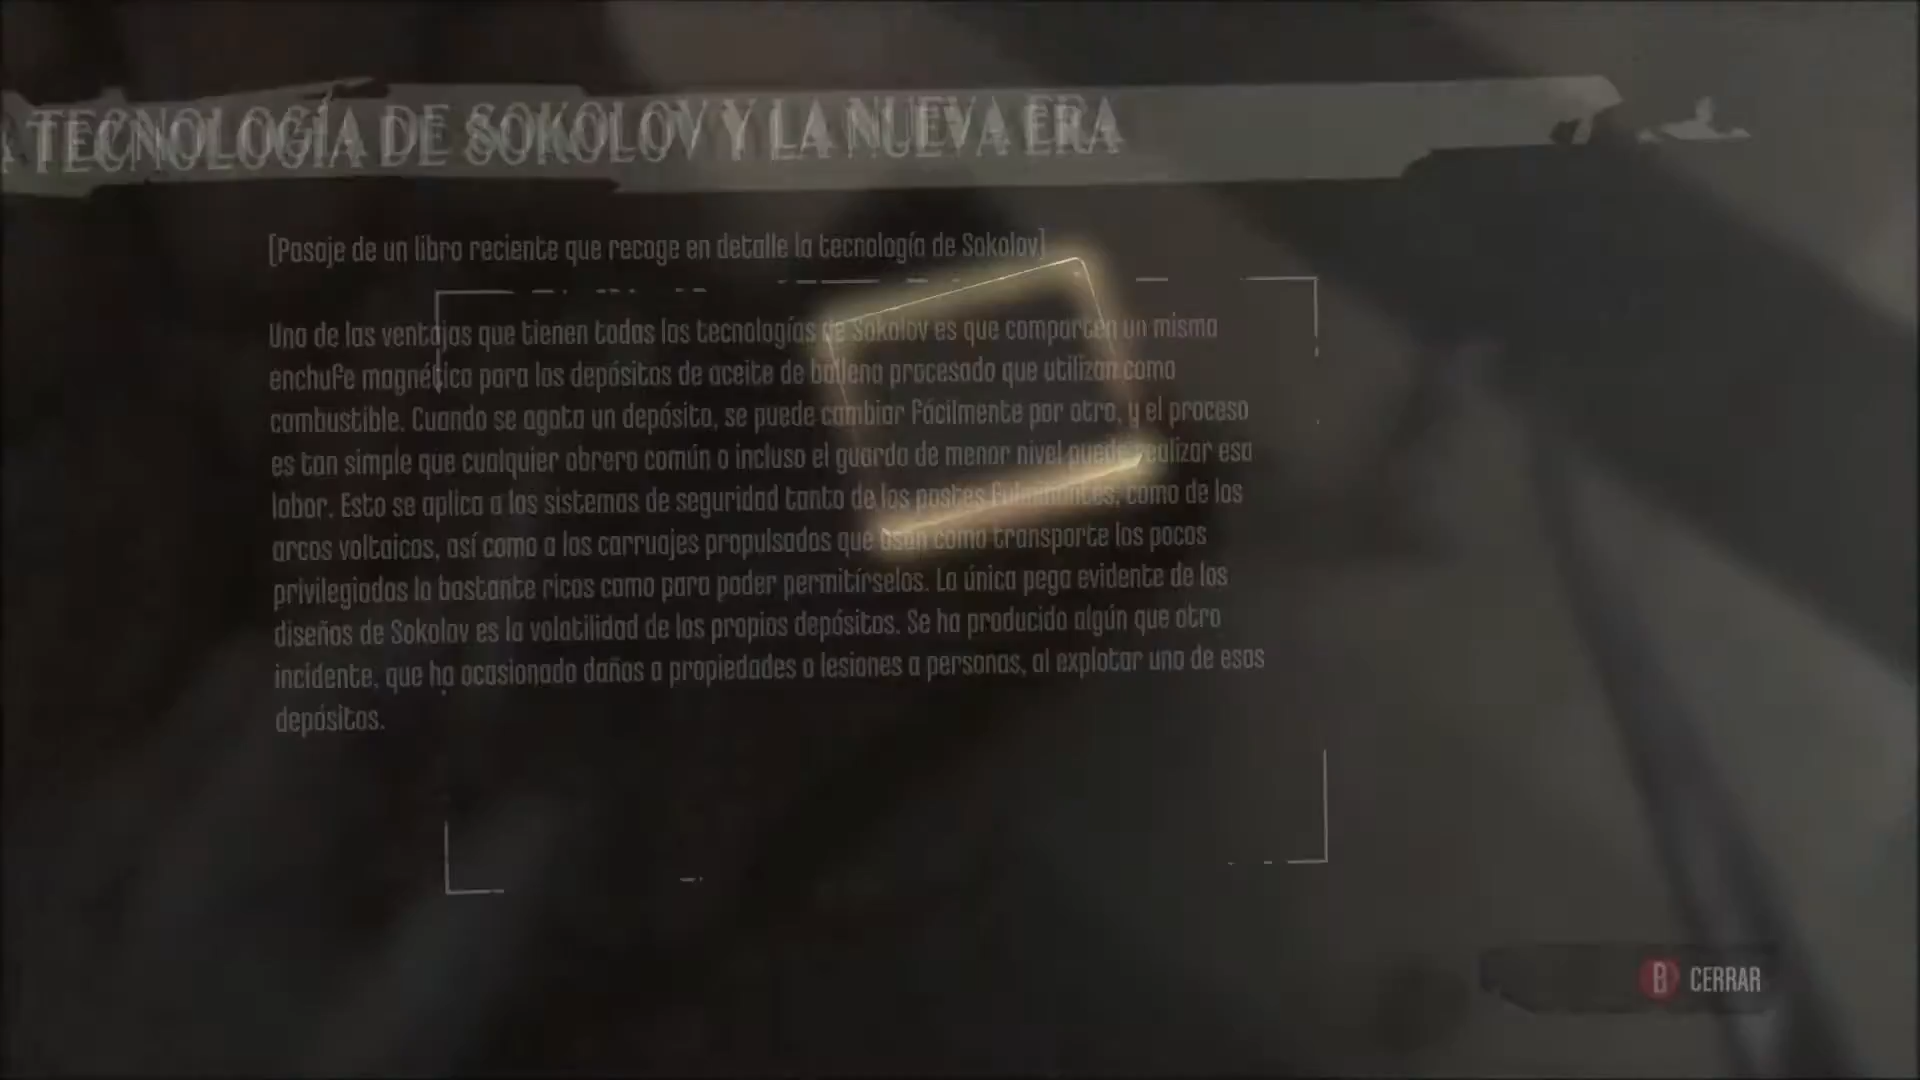 A TECNOLOGÍA DE SOKOLOV Y LA NUEVA ERA
[Pasaje de un libro reciente que recoge en detalle la tecnología de Sokolov]
Una de las ventajas que tienen todas las tecnologías de Sokolov es que comparten un mismo
enchufe magnético para los depósitos de aceite de ballena procesado que utilizan como
combustible. Cuando se agota un depósito, se puede cambiar fácilmente por otro, y el proceso
es tan simple que cualquier obrero común o incluso el guarda de menor nivel puede realizar esa
labor. Esto se aplica a los sistemas de seguridad tanto de los postes fulminantes, como de los
arcos voltaicos, así como a los carruajes propulsados que usan como transporte los pocos
privilegiados lo bastante ricos como para poder permitírselos. La única pega evidente de los
diseños de Sokolov es la volatilidad de los propios depósitos. Se ha producido algún que otro
incidente, que ha ocasionado daños a propiedades o lesiones a personas, al explotar uno de esos
depósitos.
B CERRAR